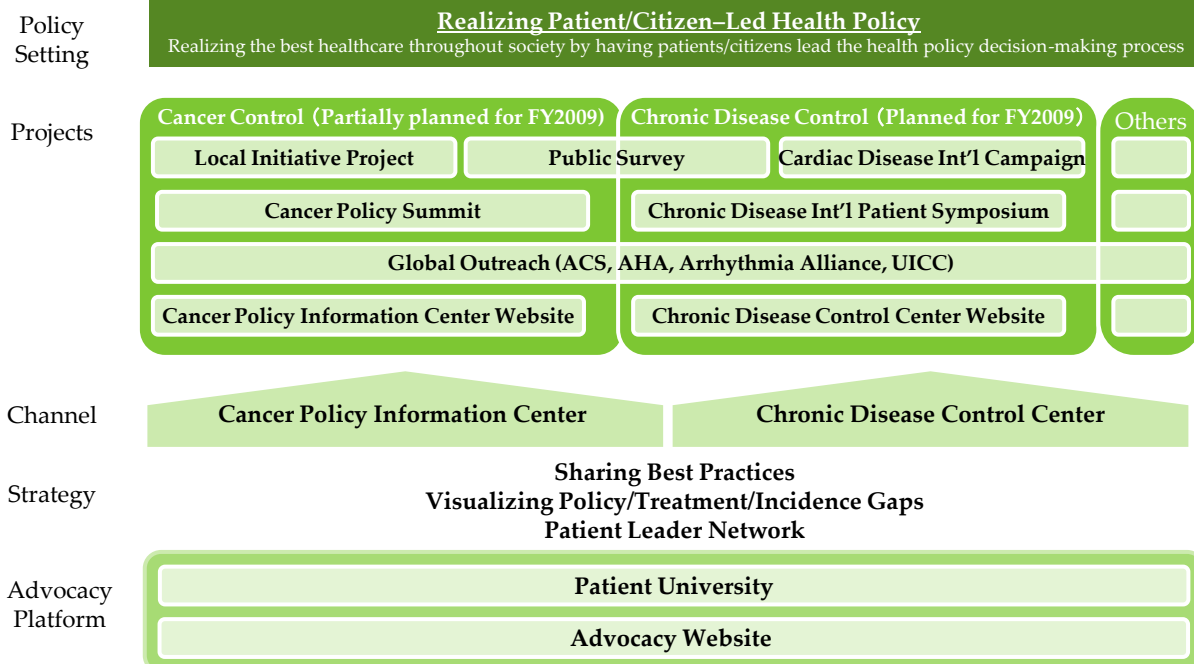 Policy
Setting
Realizing Patient/Citizen–Led Health Policy
Realizing the best healthcare throughout society by having patients/citizens lead the health policy decision-making process
Projects
Cancer Control（Partially planned for FY2009)
Chronic Disease Control（Planned for FY2009）
Others
Local Initiative Project
Public Survey
Cardiac Disease Int’l Campaign
Cancer Policy Summit
Chronic Disease Int’l Patient Symposium
Global Outreach (ACS, AHA, Arrhythmia Alliance, UICC)
Cancer Policy Information Center Website
Chronic Disease Control Center Website
Channel
Cancer Policy Information Center
Chronic Disease Control Center
Strategy
Sharing Best Practices
Visualizing Policy/Treatment/Incidence Gaps
Patient Leader Network
Advocacy
Platform
Patient University
Advocacy Website